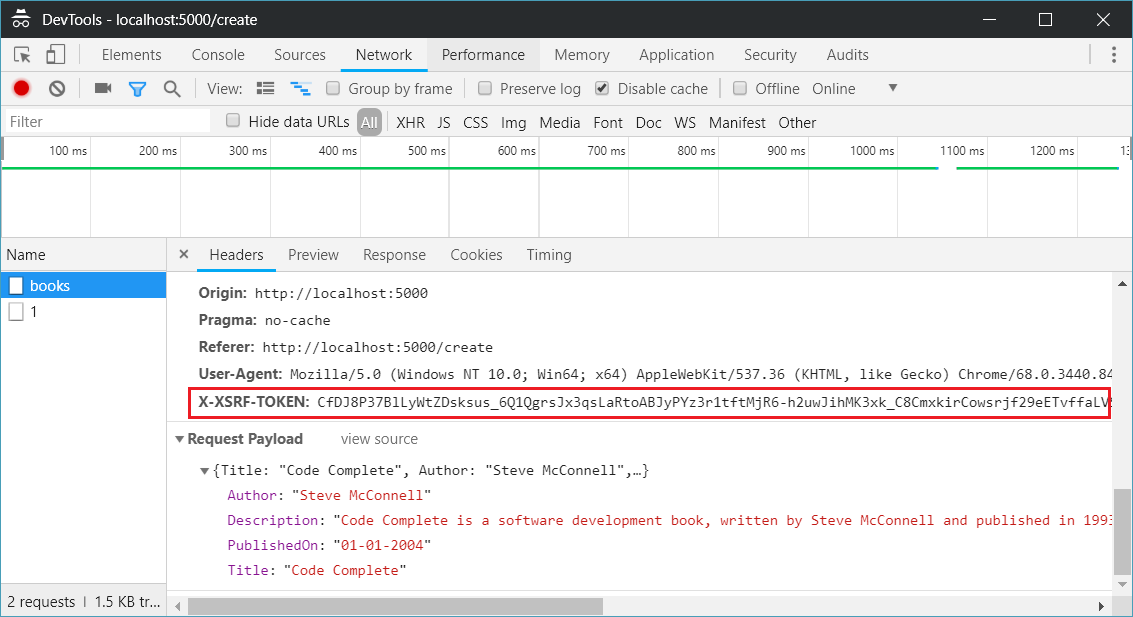 DevTools - localhost:5000/create
Elements Console Sources Network Performance Memory Application Security Audits
View: Group by frame Preserve log Disable cache Offline Online
Filter Hide data URLs All XHR JS CSS Img Media Font Doc WS Manifest Other
100 ms 200 ms 300 ms 400 ms 500 ms 600 ms 700 ms 800 ms 900 ms 1000 ms 1100 ms 1200 ms
Name Headers Preview Response Cookies Timing
books
1
Origin: http://localhost:5000
Pragma: no-cache
Referer: http://localhost:5000/create
User-Agent: Mozilla/5.0 (Windows NT 10.0; Win64; x64) AppleWebKit/537.36 (KHTML, like Gecko) Chrome/68.0.3440.84
X-XSRF-TOKEN: CfDJ8P37BlLyWtZDsksus_6Q1QgrsJx3qsLaRtoABJyPYz3r1tftMjR6-h2uwJihMK3xk_C8CmxkirCowsrjf29eETvffaLV
Request Payload view source
{Title: "Code Complete", Author: "Steve McConnell",…}
Author: "Steve McConnell"
Description: "Code Complete is a software development book, written by Steve McConnell and published in 1993
PublishedOn: "01-01-2004"
Title: "Code Complete"
2 requests | 1.5 KB tr...